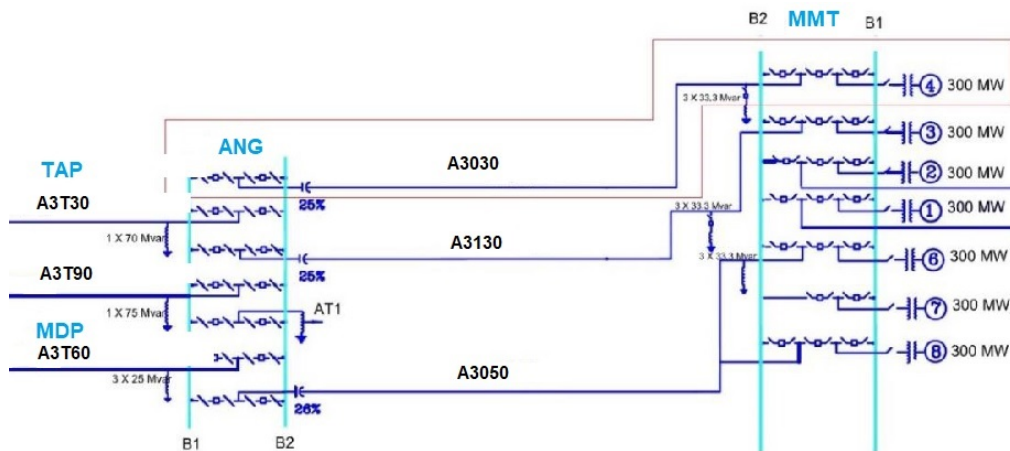 B2 MMT B1
④ 300 MW
3 X 33.3 Mvar
③ 300 MW
ANG
A3030
TAP
② 300 MW
A3T30
25%
3 X 33.3 Mvar
① 300 MW
1 X 70 Mvar
A3130
3 X 33.3 Mvar
⑥ 300 MW
25%
A3T90
AT1
⑦ 300 MW
1 X 75 Mvar
MDP
A3T60
⑧ 300 MW
A3050
3 X 25 Mvar
26%
B1 B2